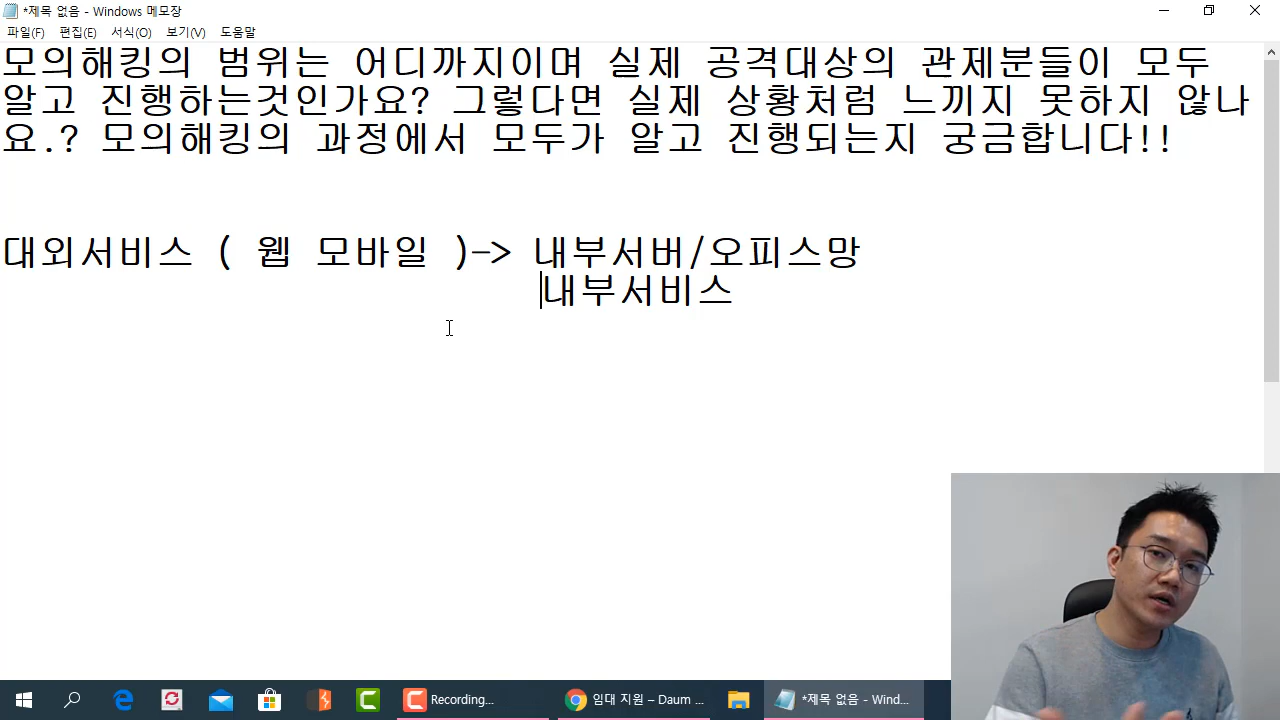 *제목 없음 - Windows 메모장
파일(F) 편집(E) 서식(O) 보기(V) 도움말
모의해킹의 범위는 어디까지이며 실제 공격대상의 관제분들이 모두
알고 진행하는것인가요? 그렇다면 실제 상황처럼 느끼지 못하지 않나
요.? 모의해킹의 과정에서 모두가 알고 진행되는지 궁금합니다!!
대외서비스 ( 웹 모바일 )-> 내부서버/오피스망
내부서비스
Recording...
임대 지원 – Daum ...
*제목 없음 - Wind...